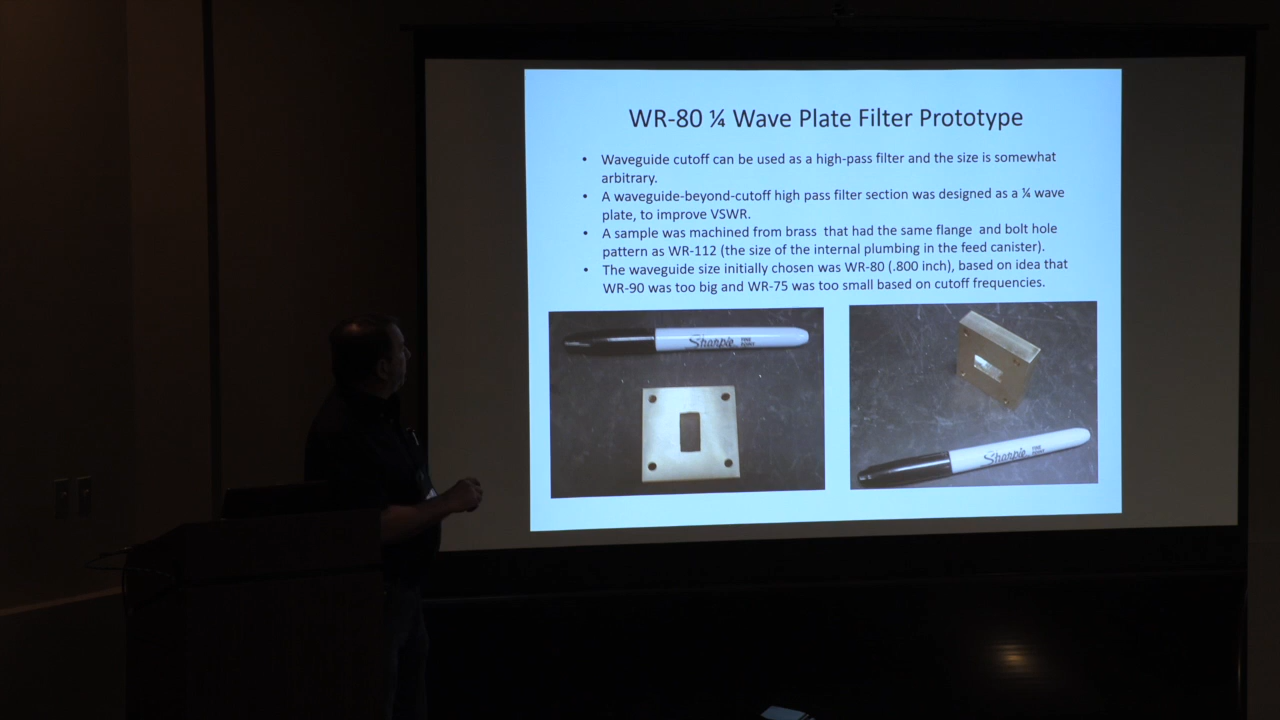 WR-80 ¼ Wave Plate Filter Prototype
• Waveguide cutoff can be used as a high-pass filter and the size is somewhat
arbitrary.
• A waveguide-beyond-cutoff high pass filter section was designed as a ¼ wave
plate, to improve VSWR.
• A sample was machined from brass that had the same flange and bolt hole
pattern as WR-112 (the size of the internal plumbing in the feed canister).
• The waveguide size initially chosen was WR-80 (.800 inch), based on idea that
WR-90 was too big and WR-75 was too small based on cutoff frequencies.
Sharpie FINE POINT
Sharpie FINE POINT